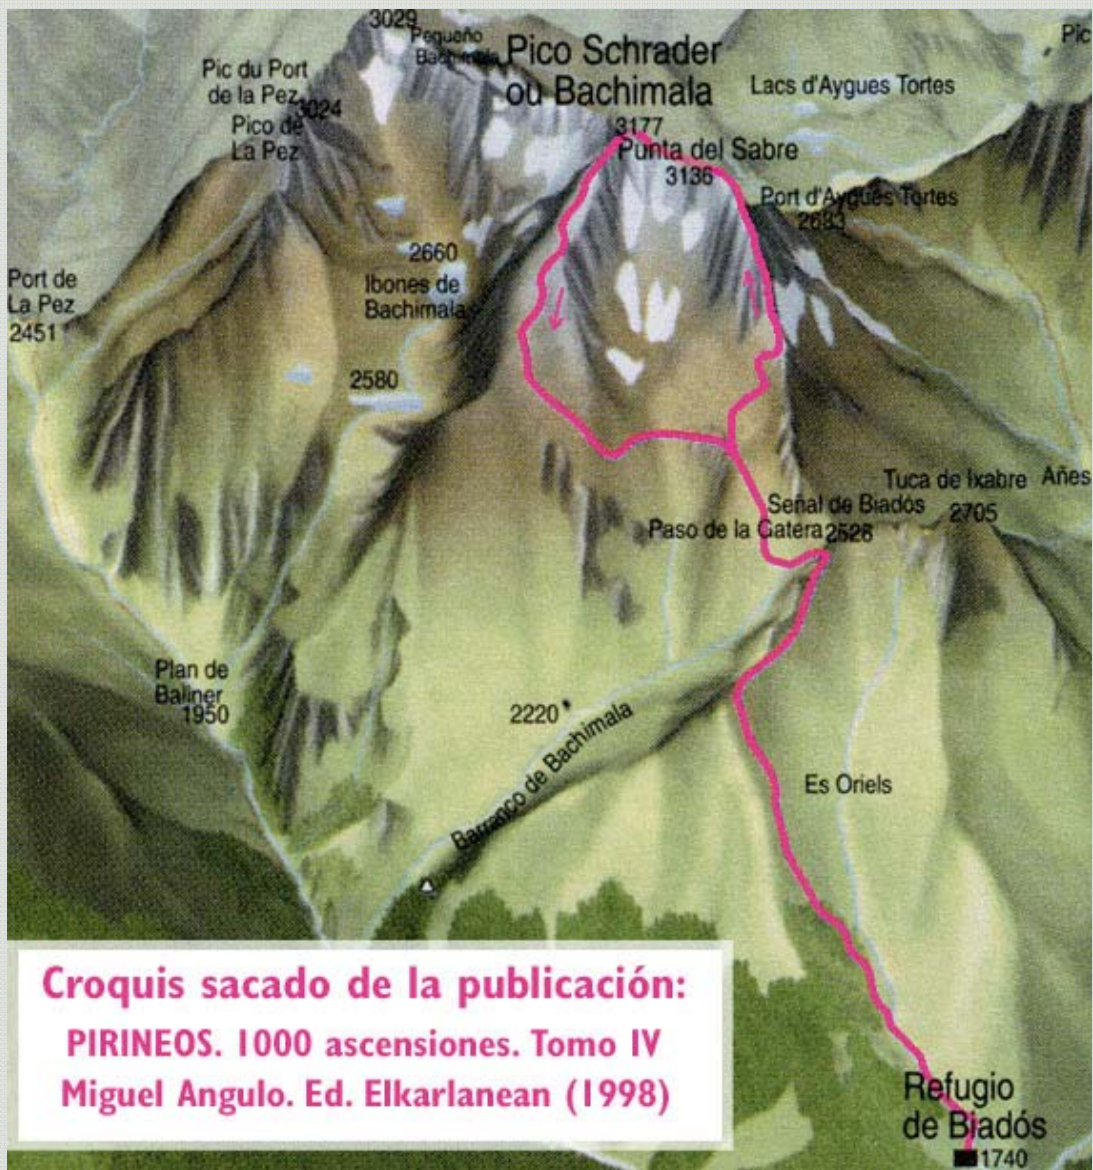 3029
Pequeño
Bachimala
Pic
Pico Schrader
ou Bachimala
3177
Pic du Port
de la Pez
3024
Pico de
La Pez
Lacs d'Aygues Tortes
Punta del Sabre
3136
Port d'Aygues Tortes
2683
2660
Ibones de
Bachimala
Port de
La Pez
2451
2580
Tuca de Ixabre
2705
Añes
Señal de Biadós
2528
Paso de la Gatera
Plan de
Baliner
1950
2220
Barranco de Bachimala
Es Oriels
Croquis sacado de la publicación:
PIRINEOS. 1000 ascensiones. Tomo IV
Miguel Angulo. Ed. Elkarlanean (1998)
Refugio
de Biadós
1740